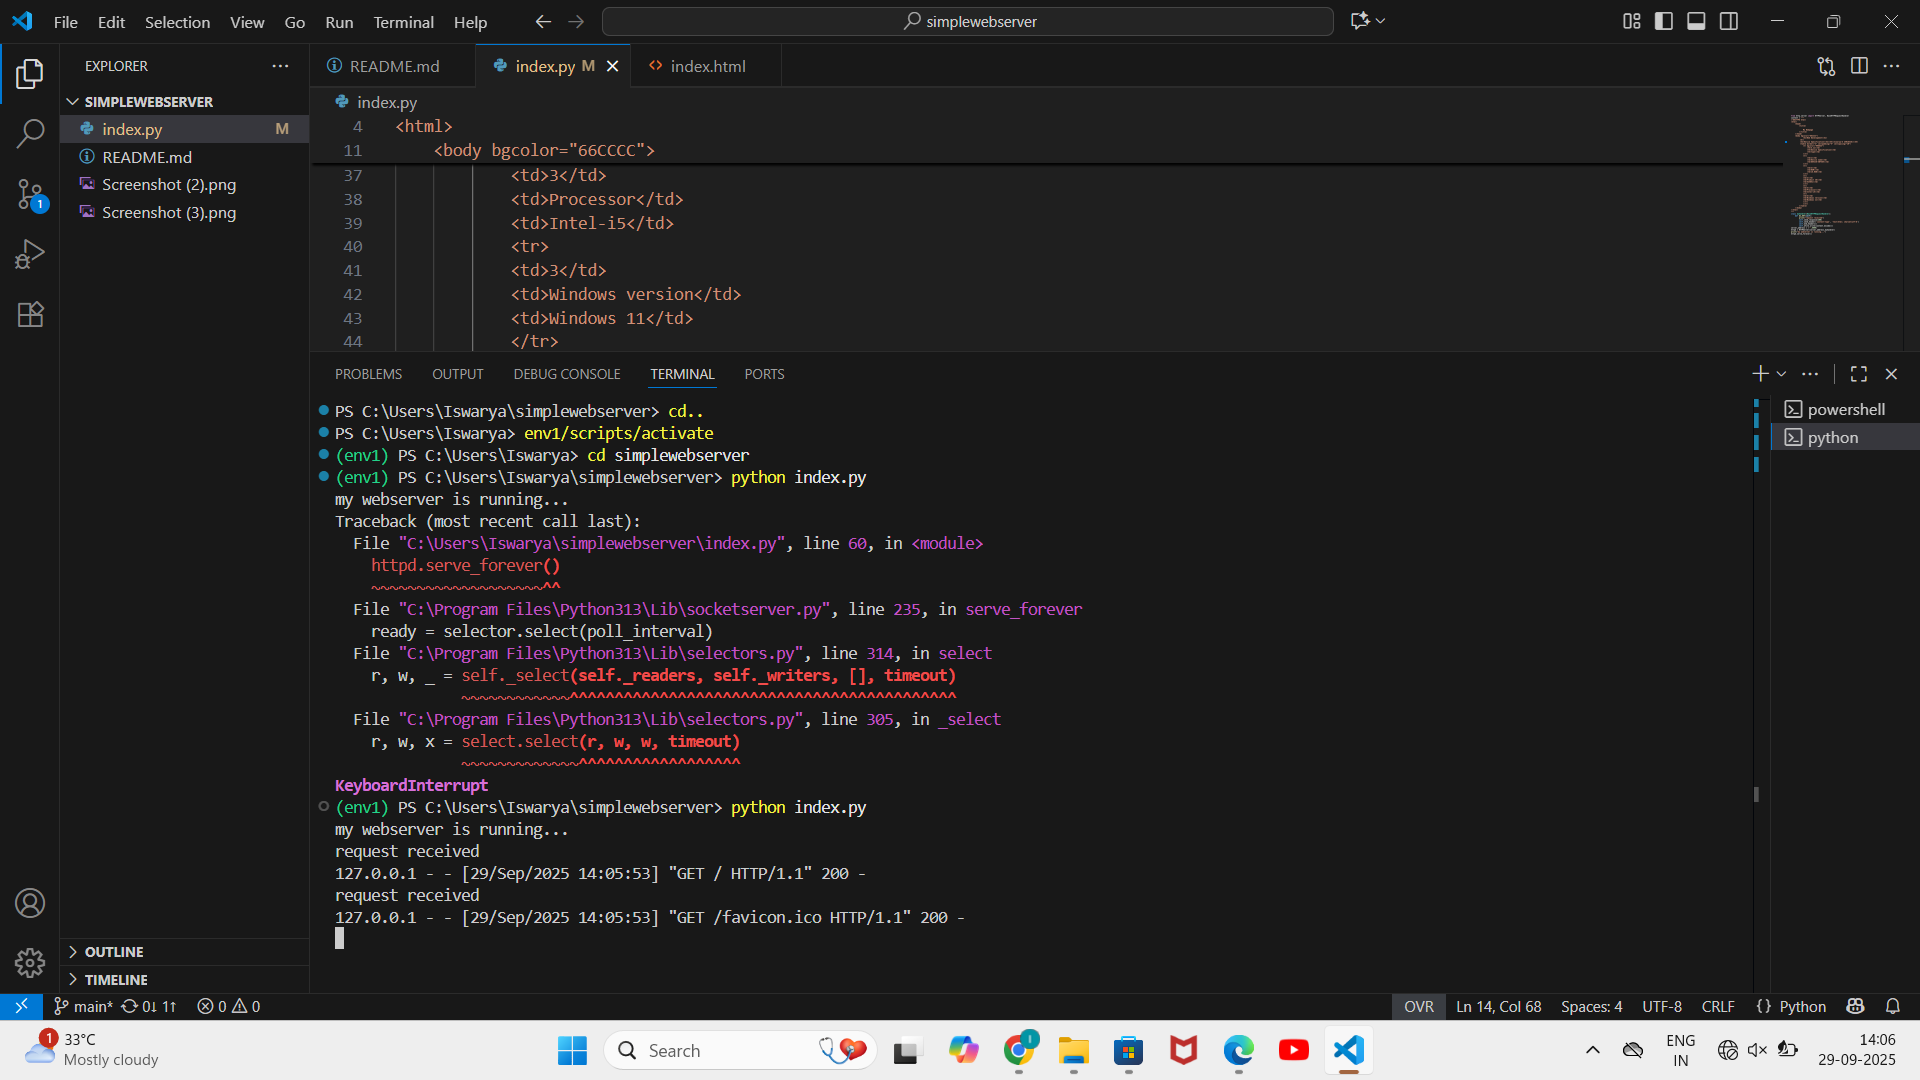 File Edit Selection View Go Run Terminal Help
simplewebserver
EXPLORER
SIMPLEWEBSERVER
index.py M
README.md
Screenshot (2).png
Screenshot (3).png
OUTLINE
TIMELINE
README.md
index.py M
index.html
index.py
4 <html>
11 <body bgcolor="66CCCC">
37 <td>3</td>
38 <td>Processor</td>
39 <td>Intel-i5</td>
40 <tr>
41 <td>3</td>
42 <td>Windows version</td>
43 <td>Windows 11</td>
44 </tr>
PROBLEMS OUTPUT DEBUG CONSOLE TERMINAL PORTS
PS C:\Users\Iswarya\simplewebserver> cd..
PS C:\Users\Iswarya> env1/scripts/activate
(env1) PS C:\Users\Iswarya> cd simplewebserver
(env1) PS C:\Users\Iswarya\simplewebserver> python index.py
my webserver is running...
Traceback (most recent call last):
File "C:\Users\Iswarya\simplewebserver\index.py", line 60, in <module>
httpd.serve_forever()
~~~~~~~~~~~~~~~~~~~^^
File "C:\Program Files\Python313\Lib\socketserver.py", line 235, in serve_forever
ready = selector.select(poll_interval)
File "C:\Program Files\Python313\Lib\selectors.py", line 314, in select
r, w, _ = self._select(self._readers, self._writers, [], timeout)
~~~~~~~~~~~~^^^^^^^^^^^^^^^^^^^^^^^^^^^^^^^^^^^^^^^^^^^
File "C:\Program Files\Python313\Lib\selectors.py", line 305, in _select
r, w, x = select.select(r, w, w, timeout)
~~~~~~~~~~~~~^^^^^^^^^^^^^^^^^^
KeyboardInterrupt
(env1) PS C:\Users\Iswarya\simplewebserver> python index.py
my webserver is running...
request received
127.0.0.1 - - [29/Sep/2025 14:05:53] "GET / HTTP/1.1" 200 -
request received
127.0.0.1 - - [29/Sep/2025 14:05:53] "GET /favicon.ico HTTP/1.1" 200 -
powershell
python
1
main* 0↓ 1↑ 0 0
OVR Ln 14, Col 68 Spaces: 4 UTF-8 CRLF {} Python
1
33°C
Mostly cloudy
Search
I
ENG
IN
14:06
29-09-2025